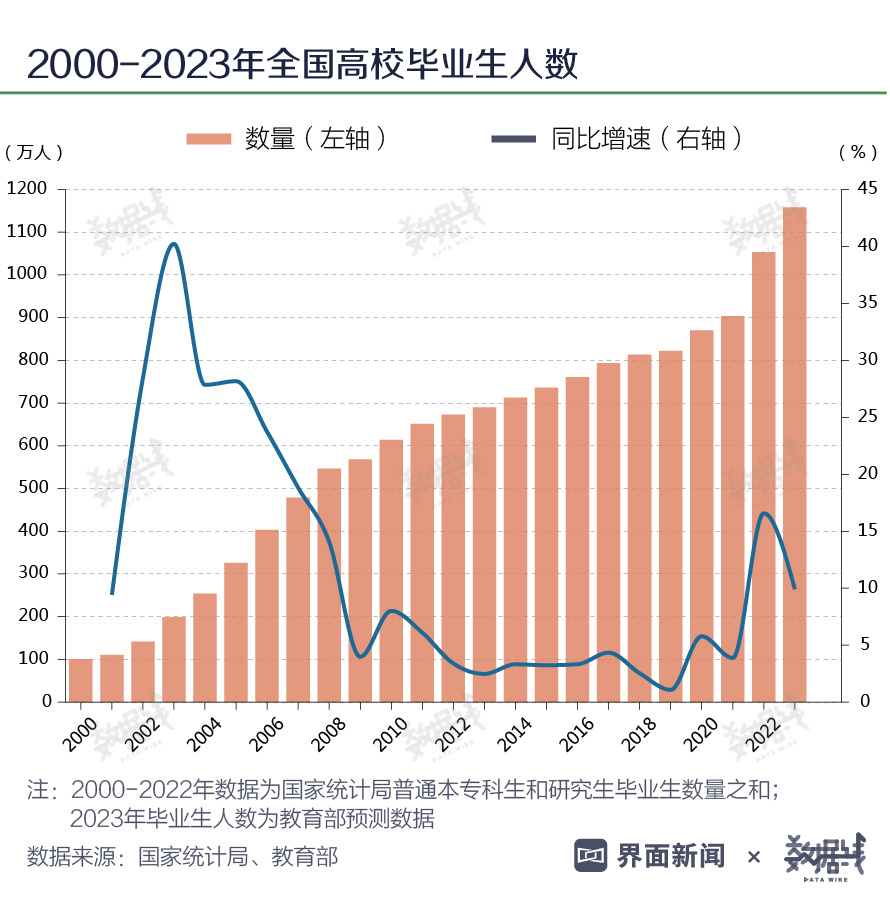 2000-2023年全国高校毕业生人数
数量（左轴） 同比增速（右轴）
（万人） （%）
1200 45
1100
1000 40
900 35
800 30
700
600 25
500 20
400 15
300 10
200
100 5
0 0
2000 2002 2004 2006 2008 2010 2012 2014 2016 2018 2020 2022
注：2000-2022年数据为国家统计局普通本专科生和研究生毕业生数量之和；
2023年毕业生人数为教育部预测数据
数据来源：国家统计局、教育部
界面新闻 × 数据线
DATA WIRE